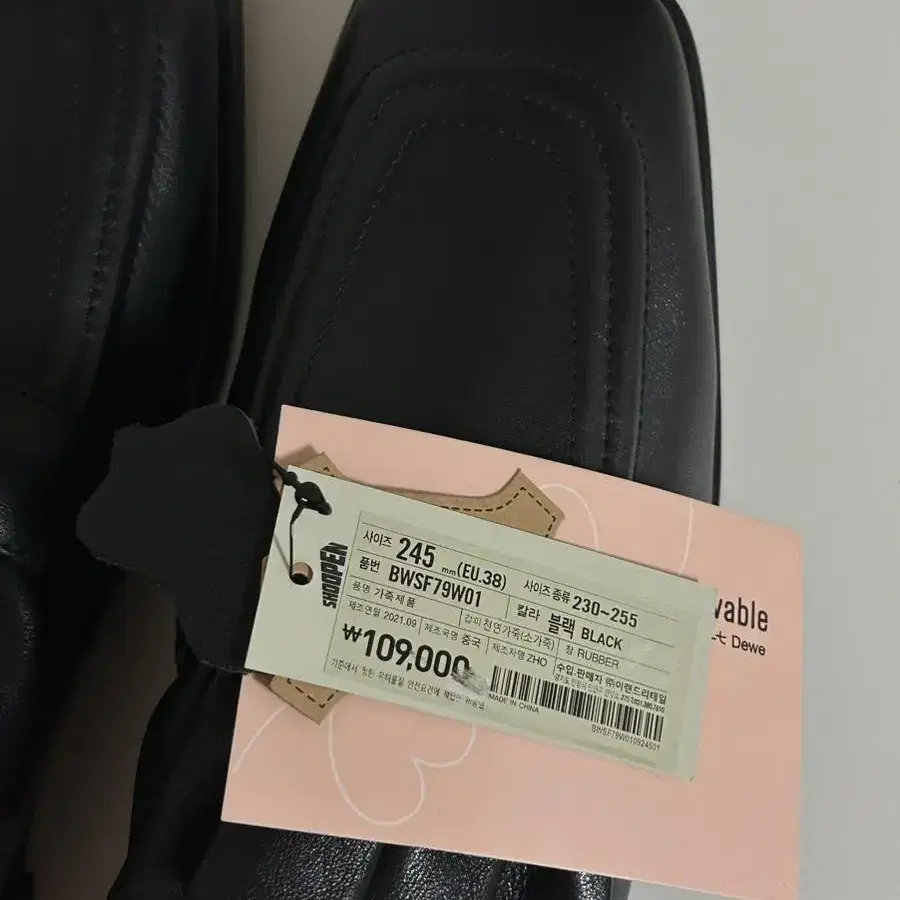 SHOOPEN
사이즈 245 mm (EU.38) 사이즈 종류 230~255
품번 BWSF79W01 칼라 블랙 BLACK
품명 가죽제품 갑피 천연가죽(소가죽) 창 RUBBER
제조연월 2021.09 제조국명 중국 제조자명 ZHO 수입.판매자 (주)이랜드리테일
₩109,000
MADE IN CHINA
BWSF79W010924501
vable
Dewe